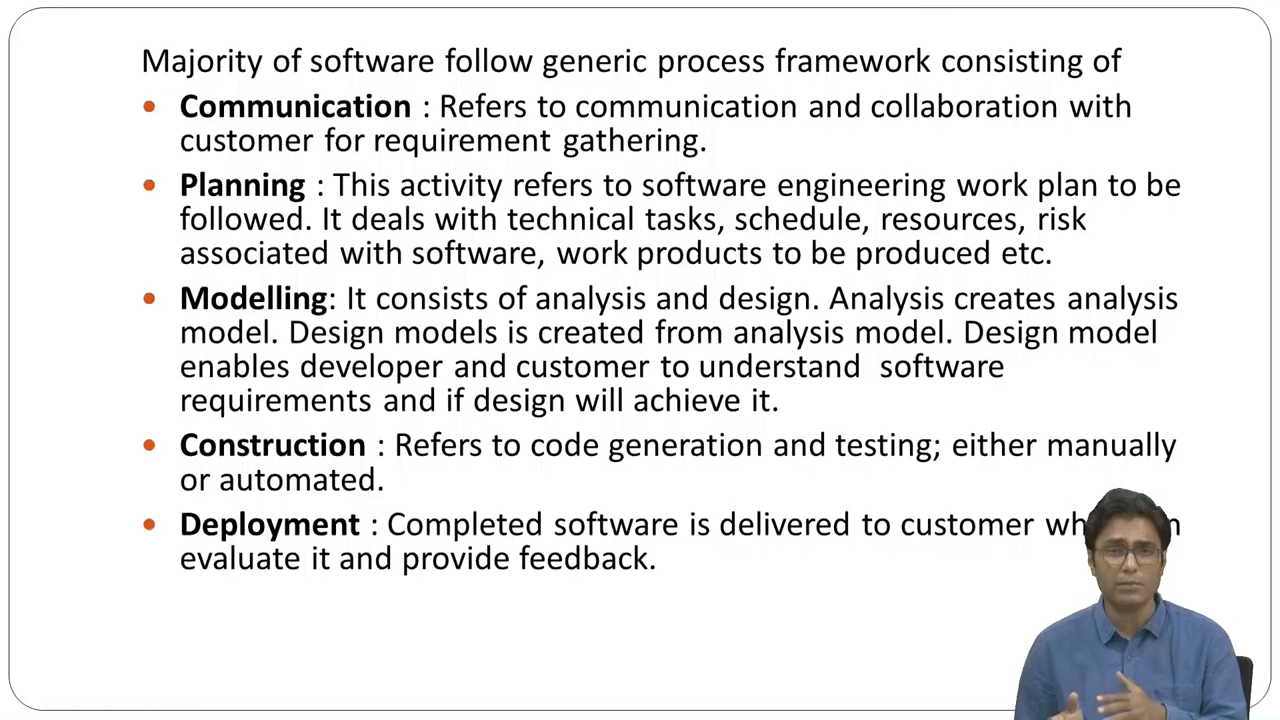 Majority of software follow generic process framework consisting of
• Communication : Refers to communication and collaboration with
customer for requirement gathering.
• Planning : This activity refers to software engineering work plan to be
followed. It deals with technical tasks, schedule, resources, risk
associated with software, work products to be produced etc.
• Modelling: It consists of analysis and design. Analysis creates analysis
model. Design models is created from analysis model. Design model
enables developer and customer to understand software
requirements and if design will achieve it.
• Construction : Refers to code generation and testing; either manually
or automated.
• Deployment : Completed software is delivered to customer
evaluate it and provide feedback.